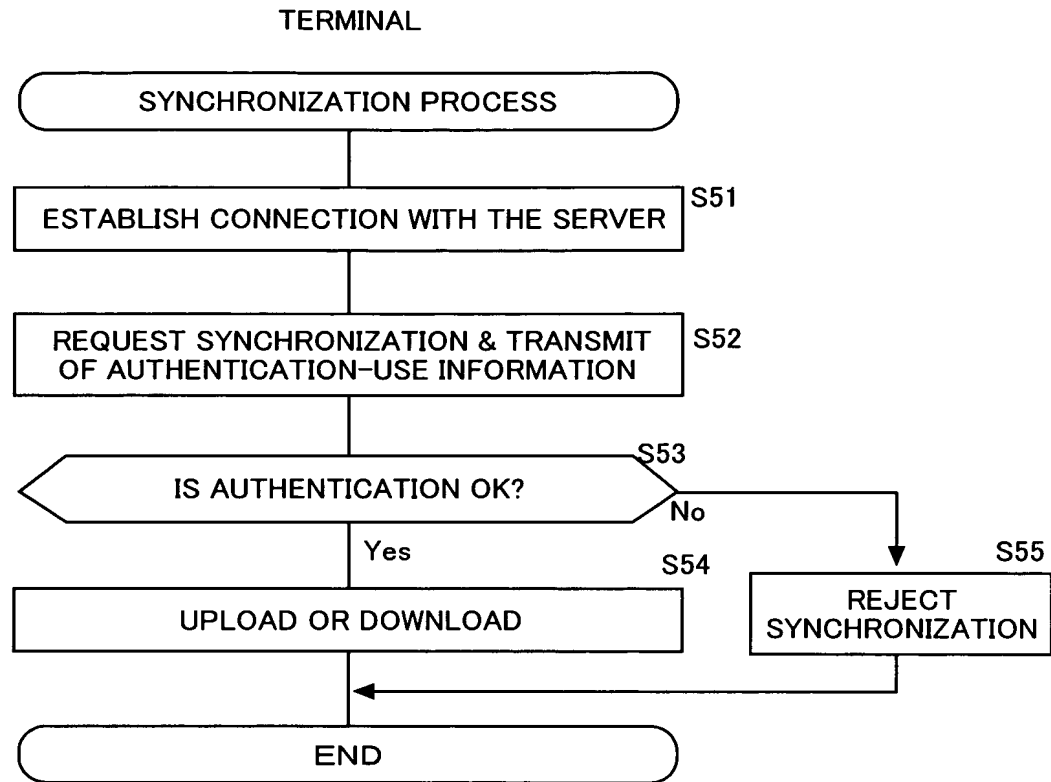 TERMINAL
SYNCHRONIZATION PROCESS
S51
ESTABLISH CONNECTION WITH THE SERVER
S52
REQUEST SYNCHRONIZATION & TRANSMIT
OF AUTHENTICATION-USE INFORMATION
S53
IS AUTHENTICATION OK?
No
Yes
S54
UPLOAD OR DOWNLOAD
S55
REJECT
SYNCHRONIZATION
END